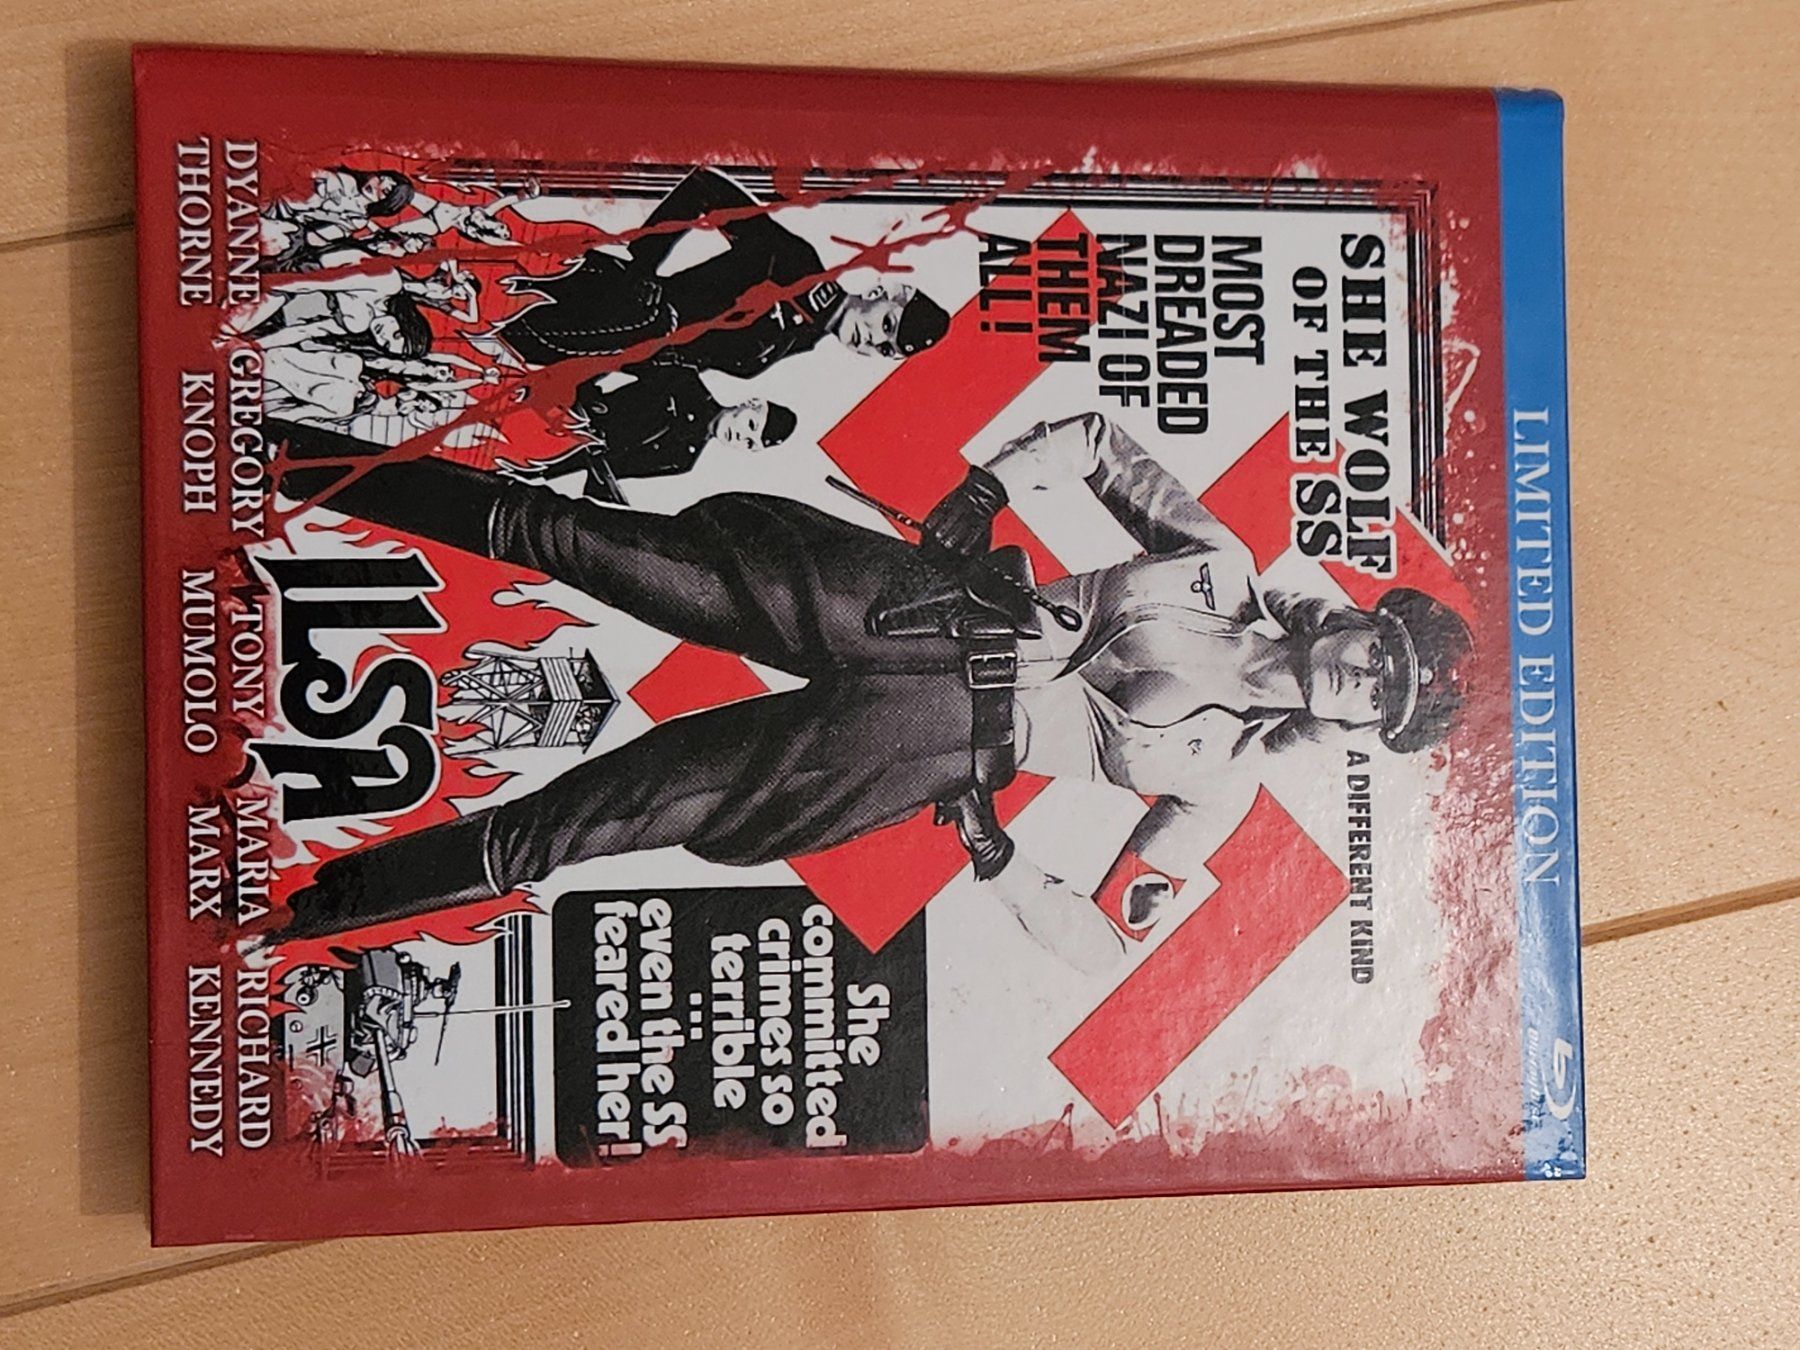 LIMITED EDITION
SHE WOLF
OF THE SS
A DIFFERENT KIND
MOST
DREADED
NAZI OF
THEM
ALL!
She
committed
crimes so
terrible
...
even the SS
feared her!
ILSA
DYANNE THORNE
GREGORY KNOPH
TONY MUMOLO
MARIA MARX
RICHARD KENNEDY